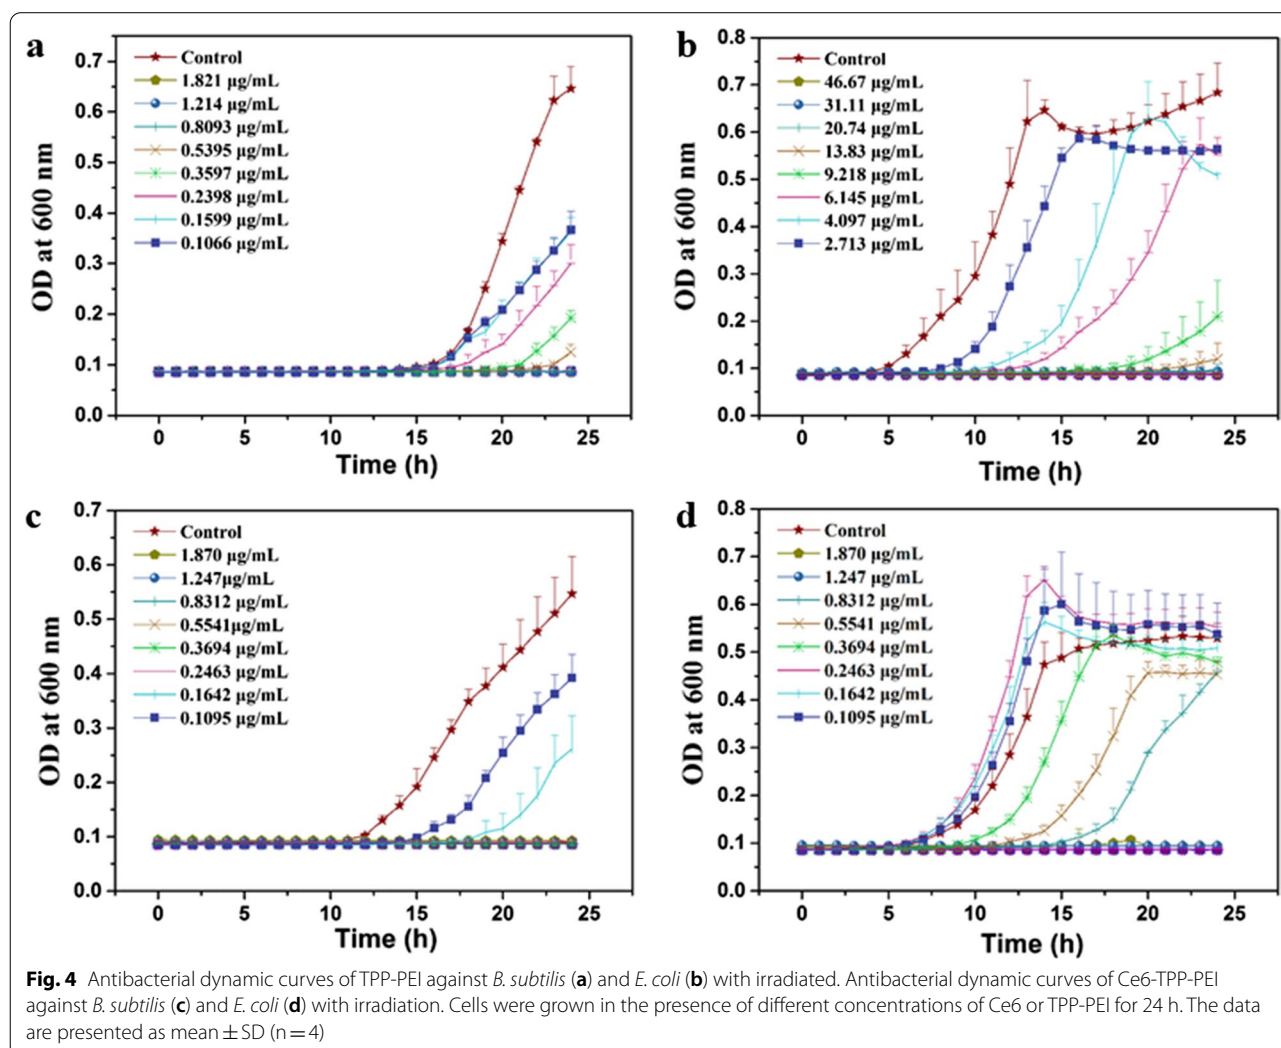 a
0.7
0.6
0.5
0.4
0.3
0.2
0.1
0.0
OD at 600 nm
Control
1.821 μg/mL
1.214 μg/mL
0.8093 μg/mL
0.5395 μg/mL
0.3597 μg/mL
0.2398 μg/mL
0.1599 μg/mL
0.1066 μg/mL
0 5 10 15 20 25
Time (h)
b
0.8
0.7
0.6
0.5
0.4
0.3
0.2
0.1
0.0
OD at 600 nm
Control
46.67 μg/mL
31.11 μg/mL
20.74 μg/mL
13.83 μg/mL
9.218 μg/mL
6.145 μg/mL
4.097 μg/mL
2.713 μg/mL
0 5 10 15 20 25
Time (h)
c
0.7
0.6
0.5
0.4
0.3
0.2
0.1
0.0
OD at 600 nm
Control
1.870 μg/mL
1.247μg/mL
0.8312 μg/mL
0.5541μg/mL
0.3694 μg/mL
0.2463 μg/mL
0.1642 μg/mL
0.1095 μg/mL
0 5 10 15 20 25
Time (h)
d
0.8
0.7
0.6
0.5
0.4
0.3
0.2
0.1
0.0
OD at 600 nm
Control
1.870 μg/mL
1.247 μg/mL
0.8312 μg/mL
0.5541 μg/mL
0.3694 μg/mL
0.2463 μg/mL
0.1642 μg/mL
0.1095 μg/mL
0 5 10 15 20 25
Time (h)
Fig. 4 Antibacterial dynamic curves of TPP-PEI against B. subtilis (a) and E. coli (b) with irradiated. Antibacterial dynamic curves of Ce6-TPP-PEI
against B. subtilis (c) and E. coli (d) with irradiation. Cells were grown in the presence of different concentrations of Ce6 or TPP-PEI for 24 h. The data
are presented as mean ± SD (n = 4)